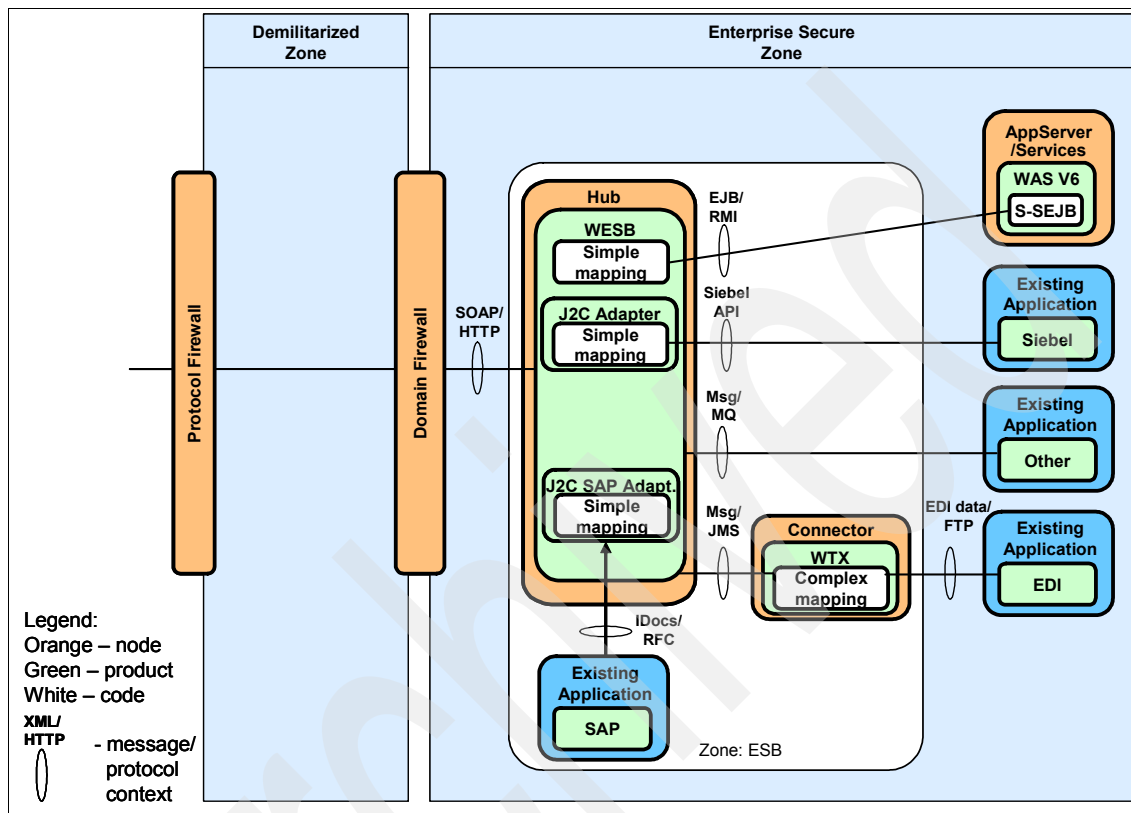 Demilitarized
Zone
Enterprise Secure
Zone
Protocol Firewall
Domain Firewall
SOAP/
HTTP
Hub
WESB
Simple
mapping
J2C Adapter
Simple
mapping
J2C SAP Adapt.
Simple
mapping
EJB/
RMI
Siebel
API
Msg/
MQ
Msg/
JMS
Connector
WTX
Complex
mapping
EDI data/
FTP
AppServer
/Services
WAS V6
S-SEJB
Existing
Application
Siebel
Existing
Application
Other
Existing
Application
EDI
iDocs/
RFC
Existing
Application
SAP
Zone: ESB
Legend:
Orange – node
Green – product
White – code
XML/
HTTP
- message/
protocol
context